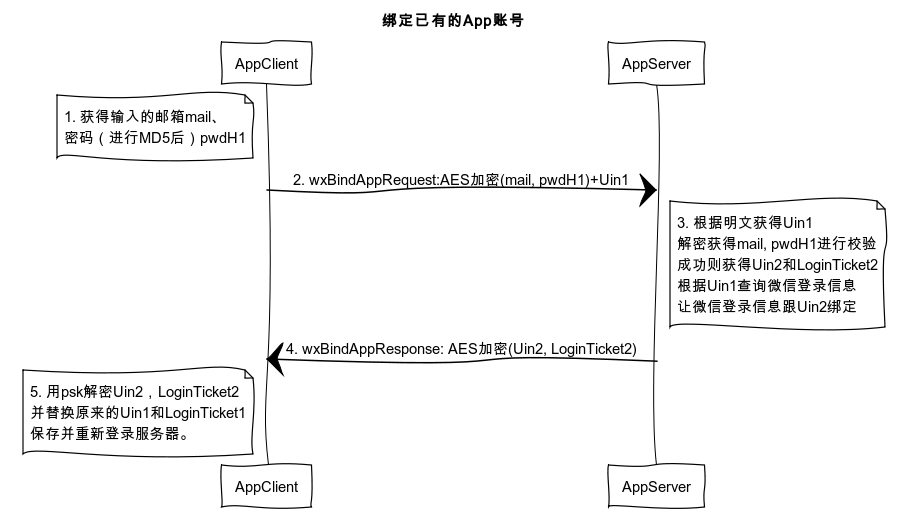 绑定已有的App账号
AppClient
AppServer
1. 获得输入的邮箱mail、
密码（进行MD5后）pwdH1
2. wxBindAppRequest:AES加密(mail, pwdH1)+Uin1
3. 根据明文获得Uin1
解密获得mail, pwdH1进行校验
成功则获得Uin2和LoginTicket2
根据Uin1查询微信登录信息
让微信登录信息跟Uin2绑定
4. wxBindAppResponse: AES加密(Uin2, LoginTicket2)
5. 用psk解密Uin2，LoginTicket2
并替换原来的Uin1和LoginTicket1
保存并重新登录服务器。
AppClient
AppServer